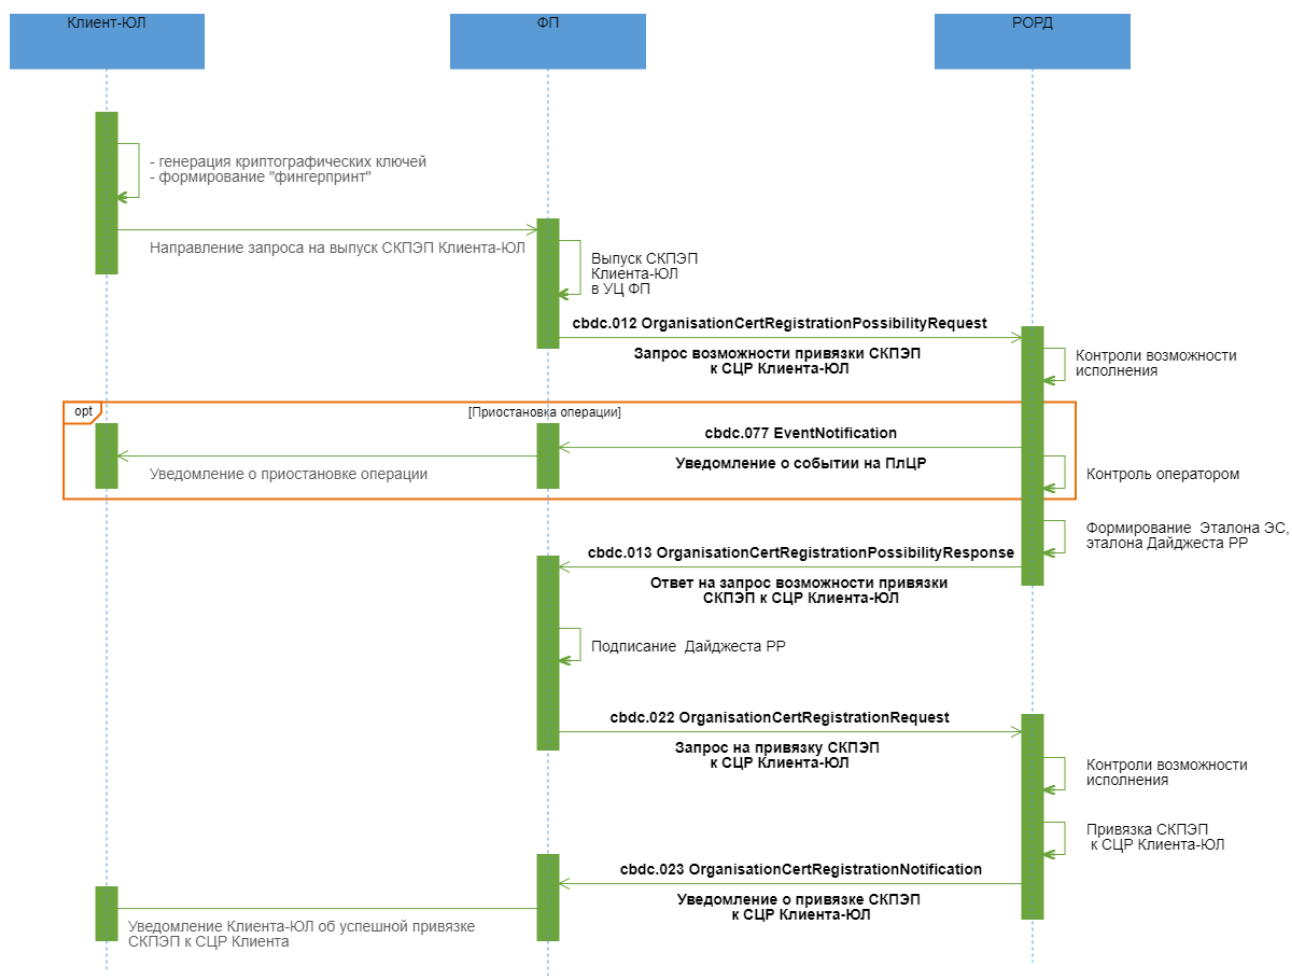 Клиент-ЮЛ
ФП
РОРД
- генерация криптографических ключей
- формирование "фингерпринт"
Направление запроса на выпуск СКПЭП Клиента-ЮЛ
Выпуск СКПЭП
Клиента-ЮЛ
в УЦ ФП
cbdc.012 OrganisationCertRegistrationPossibilityRequest
Запрос возможности привязки СКПЭП
к СЦР Клиента-ЮЛ
Контроли возможности
исполнения
opt
[Приостановка операции]
cbdc.077 EventNotification
Уведомление о событии на ПлЦР
Уведомление о приостановке операции
Контроль оператором
Формирование Эталона ЭС,
эталона Дайджеста РР
cbdc.013 OrganisationCertRegistrationPossibilityResponse
Ответ на запрос возможности привязки
СКПЭП к СЦР Клиента-ЮЛ
Подписание Дайджеста РР
cbdc.022 OrganisationCertRegistrationRequest
Запрос на привязку СКПЭП
к СЦР Клиента-ЮЛ
Контроли возможности
исполнения
Привязка СКПЭП
к СЦР Клиента-ЮЛ
cbdc.023 OrganisationCertRegistrationNotification
Уведомление о привязке СКПЭП
к СЦР Клиента-ЮЛ
Уведомление Клиента-ЮЛ об успешной привязке
СКПЭП к СЦР Клиента